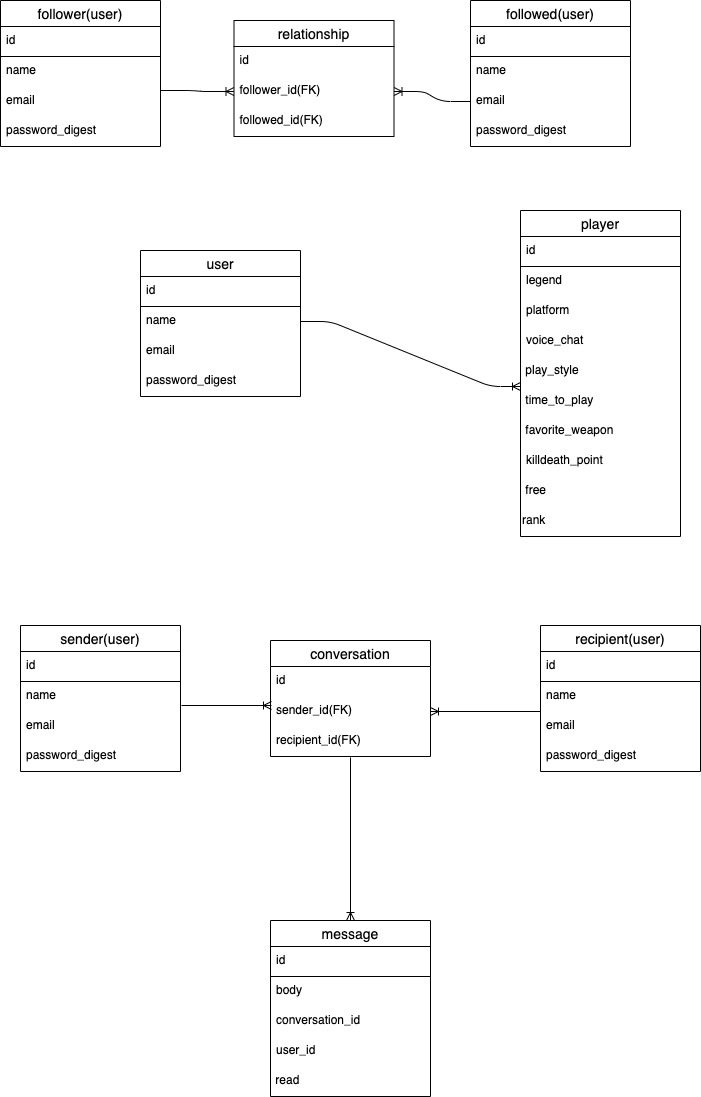 follower(user)
id
name
email
password_digest
relationship
id
follower_id(FK)
followed_id(FK)
followed(user)
id
name
email
password_digest
user
id
name
email
password_digest
player
id
legend
platform
voice_chat
play_style
time_to_play
favorite_weapon
killdeath_point
free
rank
sender(user)
id
name
email
password_digest
conversation
id
sender_id(FK)
recipient_id(FK)
recipient(user)
id
name
email
password_digest
message
id
body
conversation_id
user_id
read